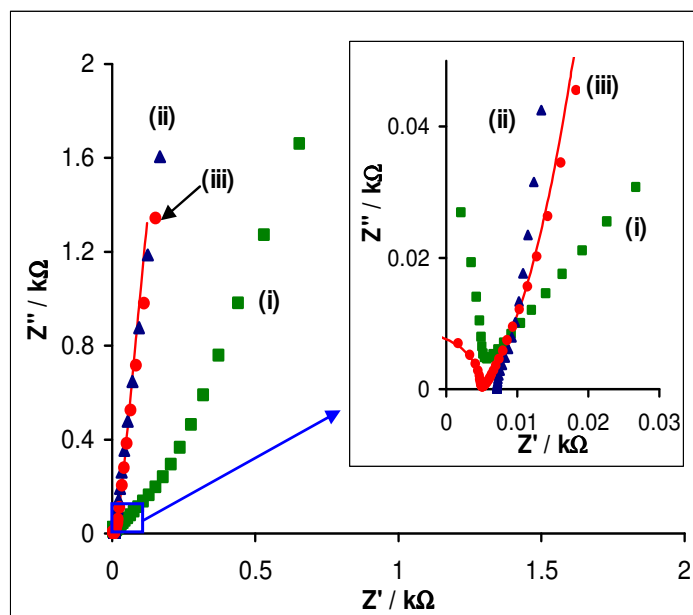 2
1.6
1.2
0.8
0.4
0
0
0.5
1
1.5
2
Z' / kΩ
Z" / kΩ
(ii)
(iii)
(i)
0.04
0.02
0
0
0.01
0.02
0.03
Z' / kΩ
Z" / kΩ
(ii)
(iii)
(i)